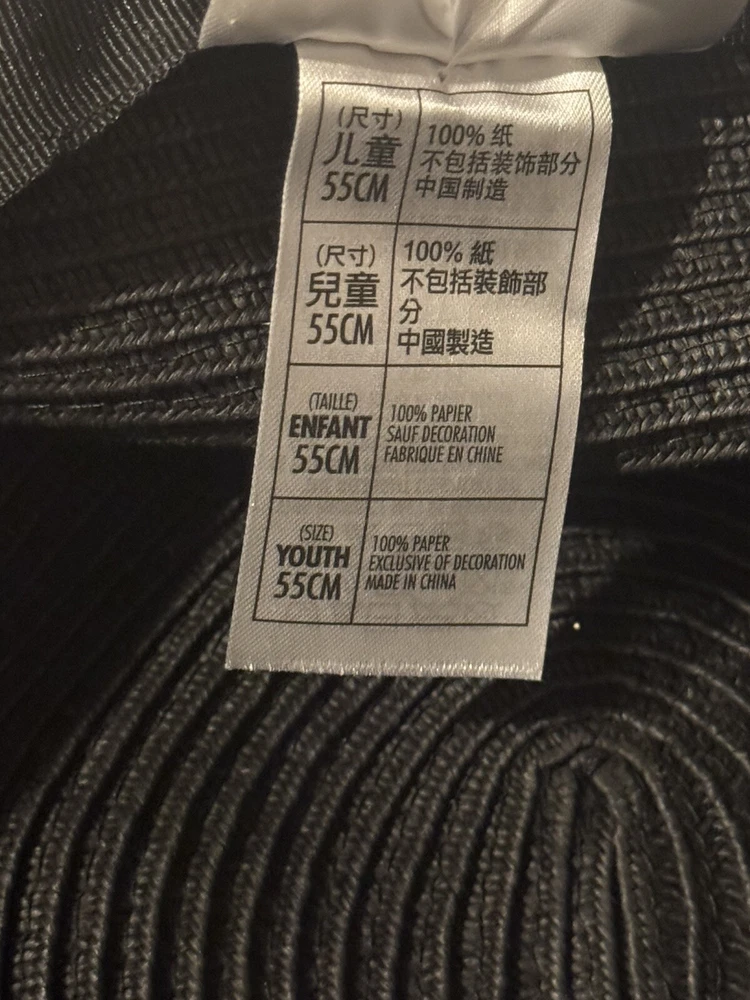 (尺寸)
儿童
55CM
100% 纸
不包括装饰部分
中国制造
(尺寸)
兒童
55CM
100% 紙
不包括裝飾部
分
中國製造
(TAILLE)
ENFANT
55CM
100% PAPIER
SAUF DECORATION
FABRIQUE EN CHINE
(SIZE)
YOUTH
55CM
100% PAPER
EXCLUSIVE OF DECORATION
MADE IN CHINA